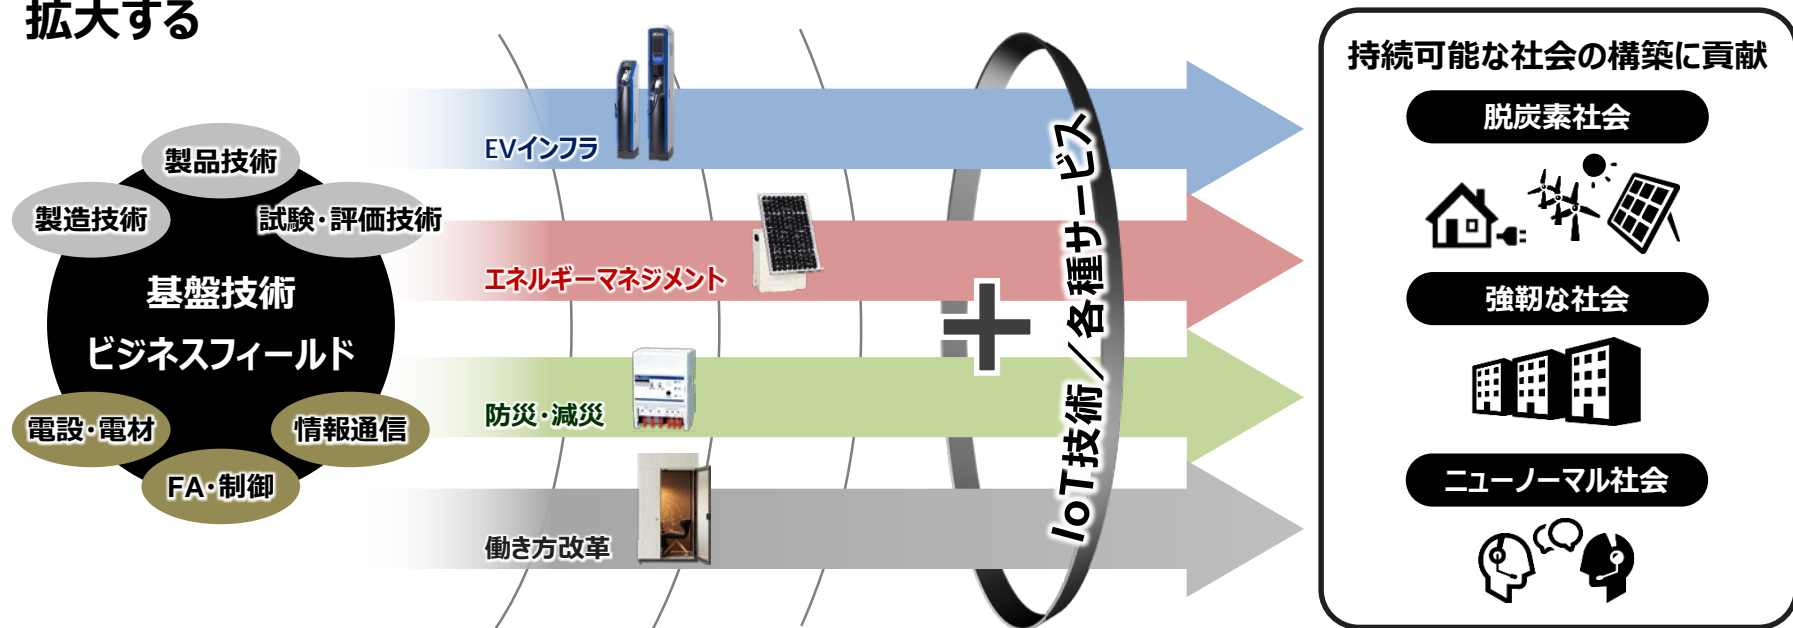 拡大する
製品技術
製造技術
試験・評価技術
基盤技術
ビジネスフィールド
電設・電材
情報通信
FA・制御
EVインフラ
エネルギーマネジメント
防災・減災
働き方改革
+
IoT技術／各種サービス
持続可能な社会の構築に貢献
脱炭素社会
強靭な社会
ニューノーマル社会